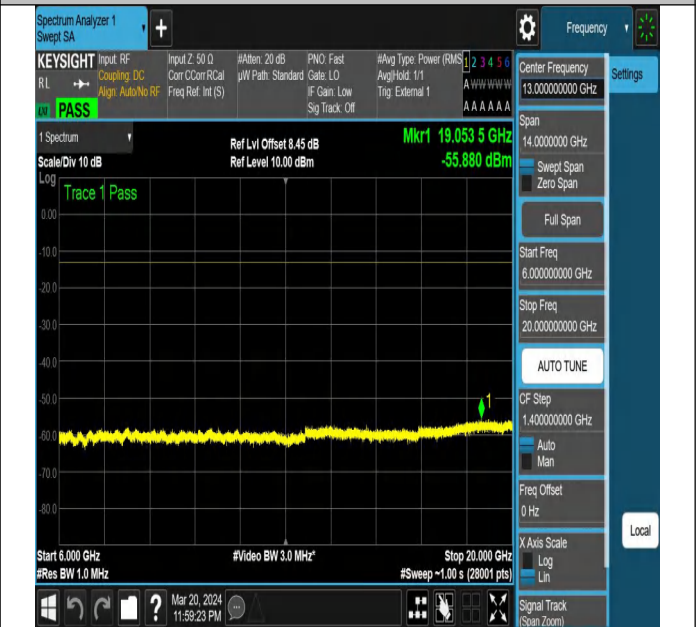 Spectrum Analyzer 1
Swept SA
Frequency
KEYSIGHT
RL
PASS
Input: RF
Coupling: DC
Align: Auto/No RF
Input Z: 50 Ω
Corr CCorr RCal
Freq Ref: Int (S)
#Atten: 20 dB
µW Path: Standard
PNO: Fast
Gate: LO
IF Gain: Low
Sig Track: Off
#Avg Type: Power (RMS
Avg|Hold: 1/1
Trig: External 1
1 2 3 4 5 6
A W W W W W
A A A A A A
1 Spectrum
Scale/Div 10 dB
Ref Lvl Offset 8.45 dB
Ref Level 10.00 dBm
Mkr1 19.053 5 GHz
-55.880 dBm
Log
Trace 1 Pass
0.00
-10.0
-20.0
-30.0
-40.0
-50.0
-60.0
-70.0
-80.0
1
Start 6.000 GHz
#Res BW 1.0 MHz
#Video BW 3.0 MHz*
Stop 20.000 GHz
#Sweep ~1.00 s (28001 pts)
Mar 20, 2024
11:59:23 PM
Center Frequency
13.000000000 GHz
Settings
Span
14.0000000 GHz
Swept Span
Zero Span
Full Span
Start Freq
6.000000000 GHz
Stop Freq
20.000000000 GHz
AUTO TUNE
CF Step
1.400000000 GHz
Auto
Man
Freq Offset
0 Hz
X Axis Scale
Log
Lin
Local
Signal Track
(Span Zoom)